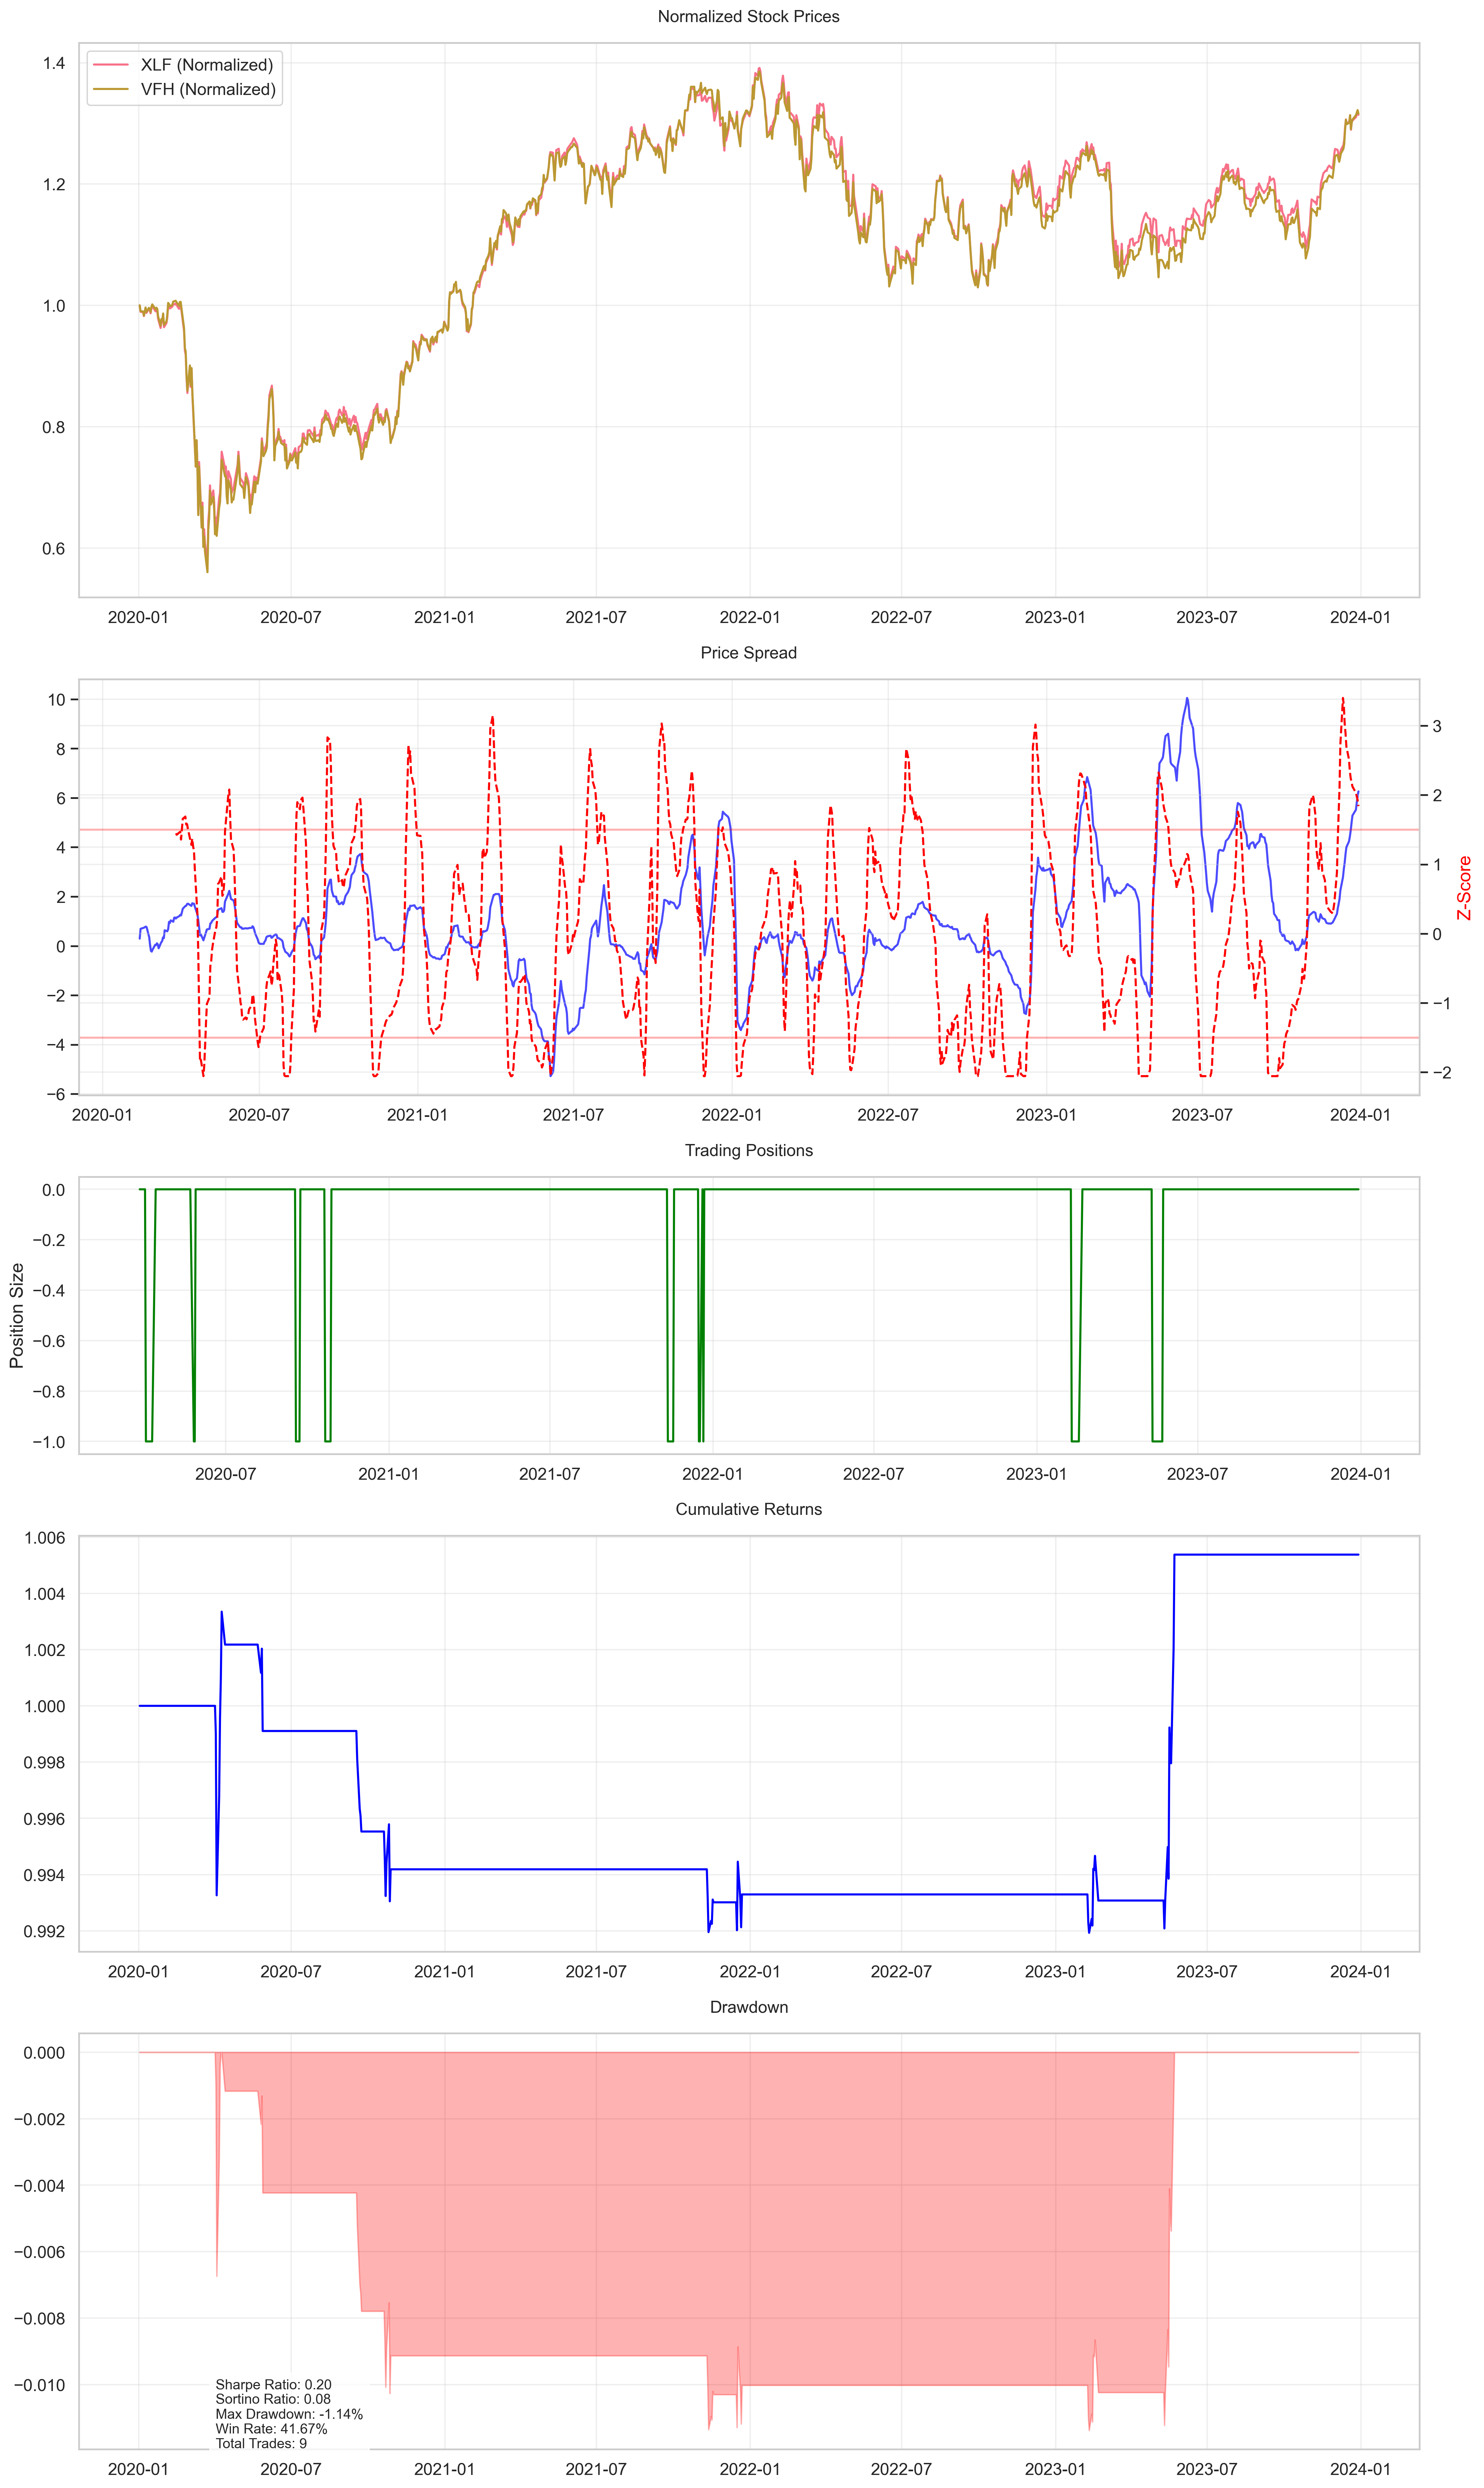 Normalized Stock Prices
XLF (Normalized)
VFH (Normalized)
1.4
1.2
1.0
0.8
0.6
2020-01 2020-07 2021-01 2021-07 2022-01 2022-07 2023-01 2023-07 2024-01
Price Spread
10
8
6
4
2
0
−2
−4
−6
3
2
1
0
−1
−2
Z-Score
2020-01 2020-07 2021-01 2021-07 2022-01 2022-07 2023-01 2023-07 2024-01
Trading Positions
Position Size
0.0
−0.2
−0.4
−0.6
−0.8
−1.0
2020-07 2021-01 2021-07 2022-01 2022-07 2023-01 2023-07 2024-01
Cumulative Returns
1.006
1.004
1.002
1.000
0.998
0.996
0.994
0.992
2020-01 2020-07 2021-01 2021-07 2022-01 2022-07 2023-01 2023-07 2024-01
Drawdown
0.000
−0.002
−0.004
−0.006
−0.008
−0.010
Sharpe Ratio: 0.20
Sortino Ratio: 0.08
Max Drawdown: -1.14%
Win Rate: 41.67%
Total Trades: 9
2020-01 2020-07 2021-01 2021-07 2022-01 2022-07 2023-01 2023-07 2024-01